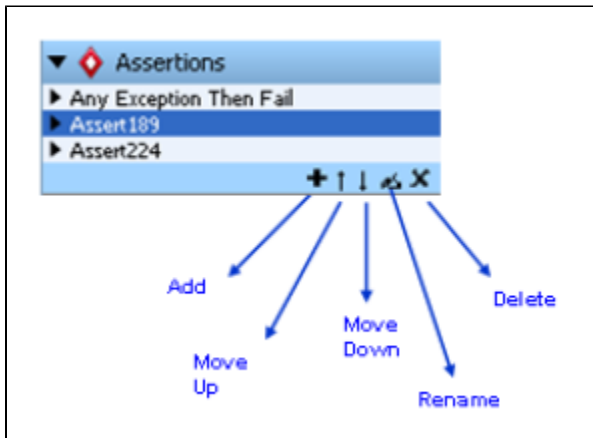 Assertions
Any Exception Then Fail
Assert189
Assert224
Add
Move
Up
Move
Down
Rename
Delete